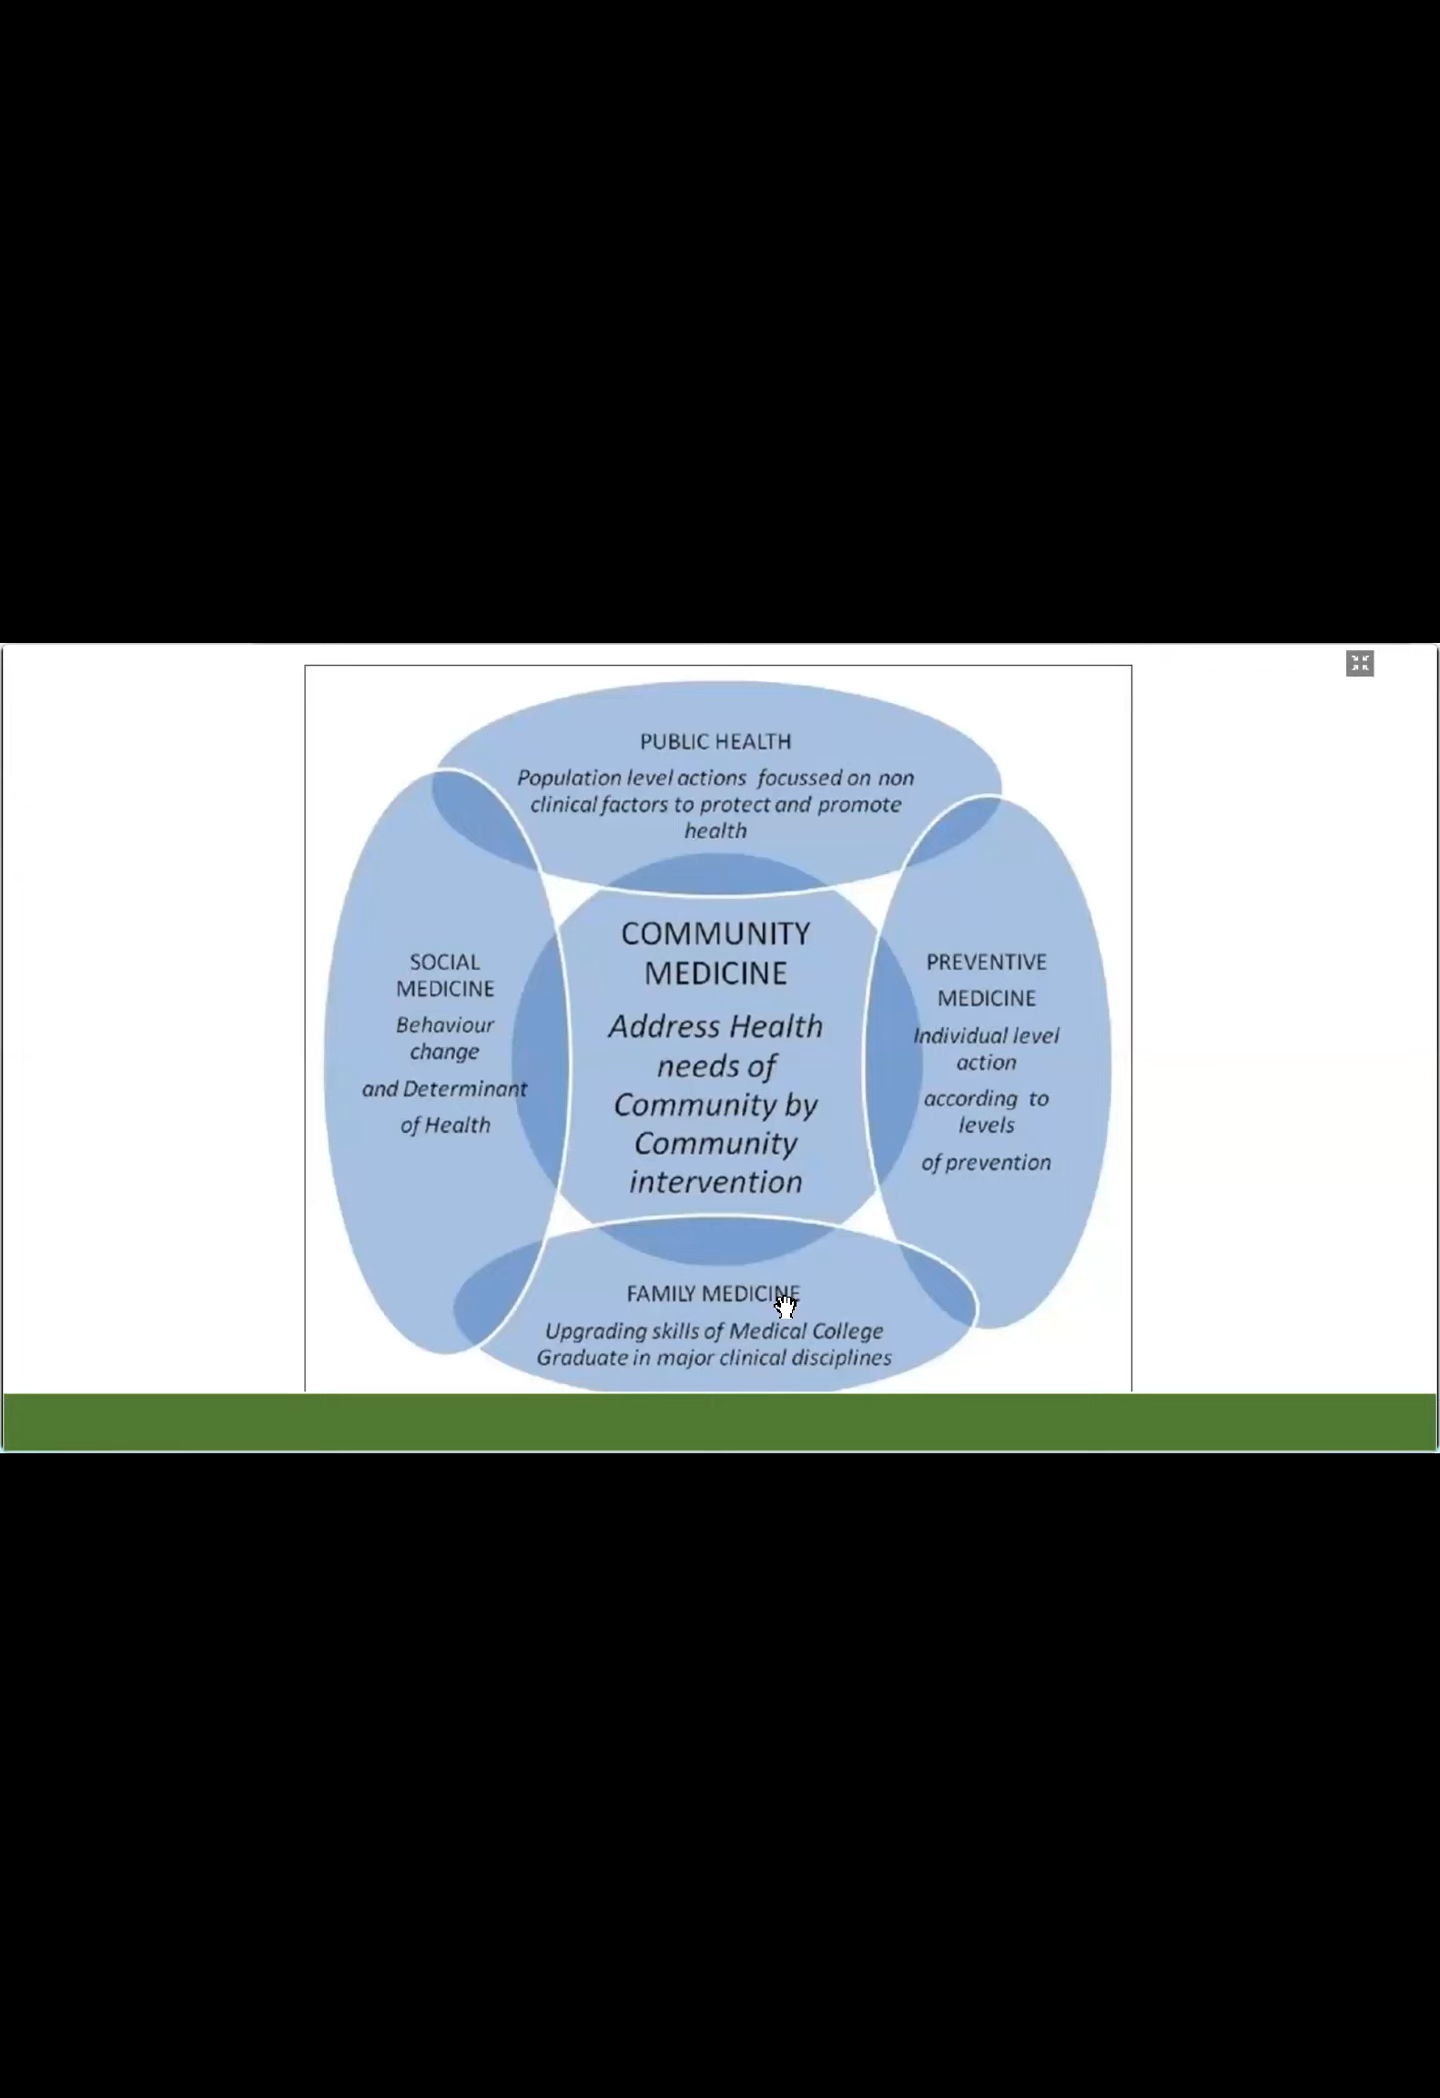 PUBLIC HEALTH
Population level actions focussed on non
clinical factors to protect and promote
health
COMMUNITY
MEDICINE
Address Health
needs of
Community by
Community
intervention
SOCIAL
MEDICINE
Behaviour
change
and Determinant
of Health
PREVENTIVE
MEDICINE
Individual level
action
according to
levels
of prevention
FAMILY MEDICINE
Upgrading skills of Medical College
Graduate in major clinical disciplines